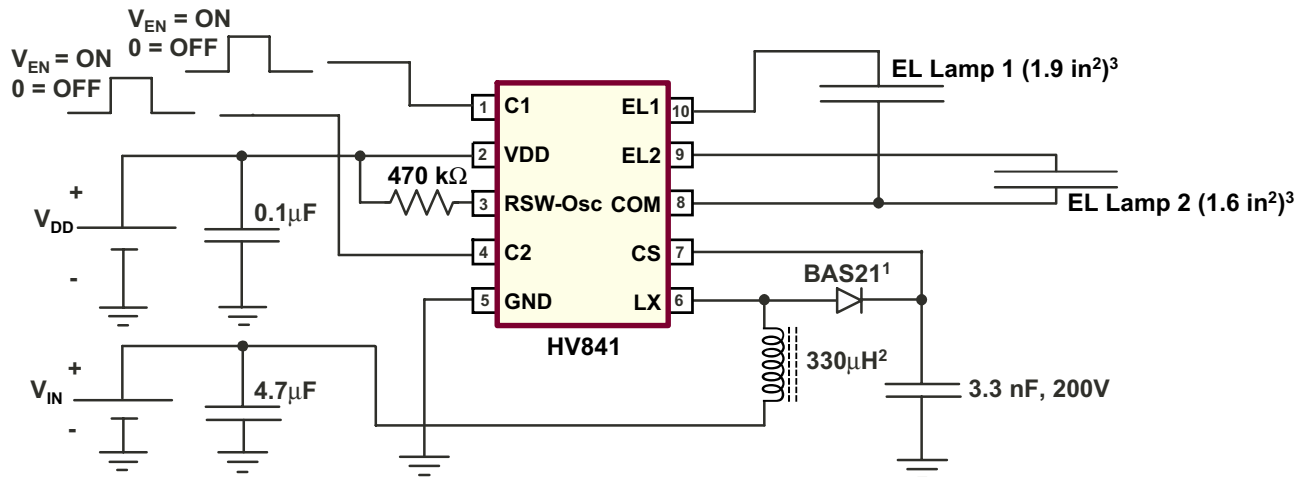 V_EN = ON
0 = OFF
V_EN = ON
0 = OFF
1 C1
2 VDD
3 RSW-Osc
4 C2
5 GND
EL1 10
EL2 9
COM 8
CS 7
LX 6
HV841
EL Lamp 1 (1.9 in²)³
EL Lamp 2 (1.6 in²)³
470 kΩ
+
V_DD
-
0.1μF
BAS21¹
330μH²
3.3 nF, 200V
+
V_IN
-
4.7μF